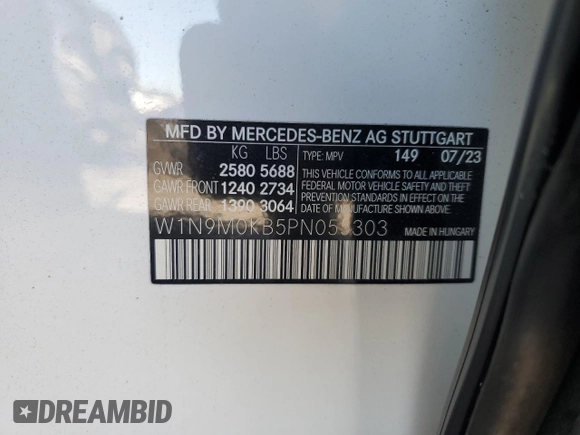 MFD BY MERCEDES-BENZ AG STUTTGART
KG LBS TYPE: MPV 149 07/23
GVWR 2580 5688
GAWR FRONT 1240 2734
GAWR REAR 1390 3064
THIS VEHICLE CONFORMS TO ALL APPLICABLE
FEDERAL MOTOR VEHICLE SAFETY AND THEFT
PREVENTION STANDARDS IN EFFECT ON THE
DATE OF MANUFACTURE SHOWN ABOVE.
MADE IN HUNGARY
DREAMBID